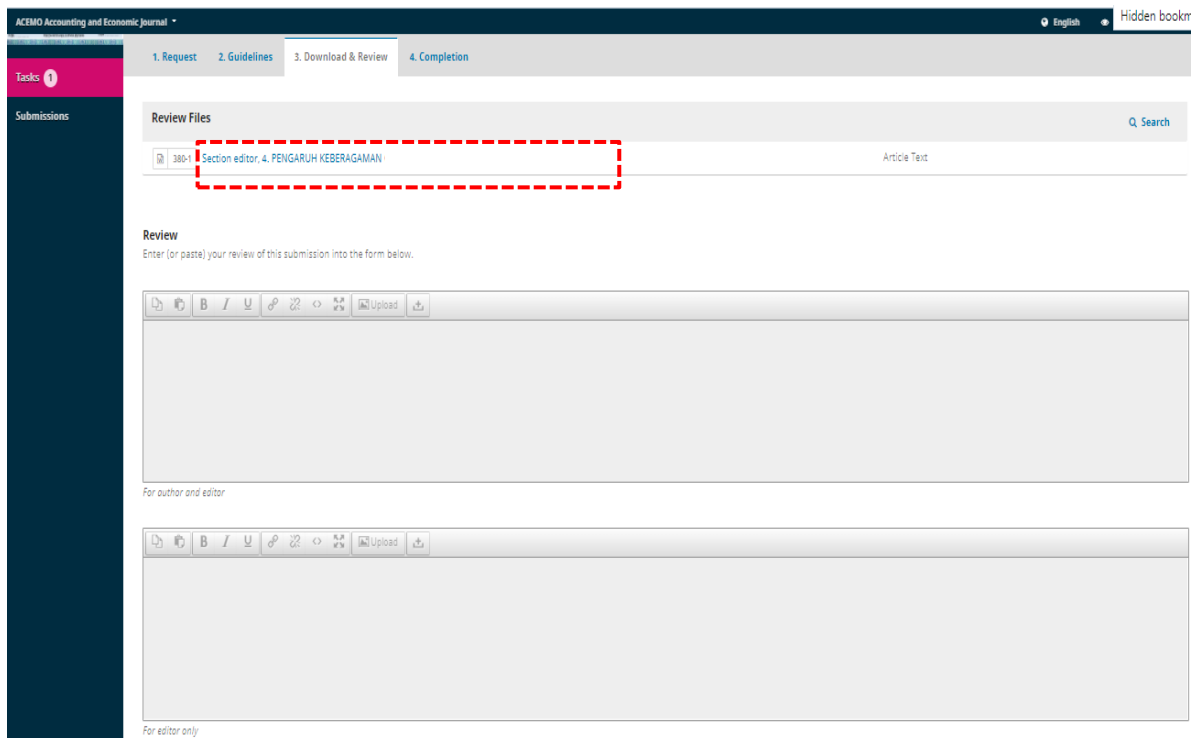 ACEMO Accounting and Economic Journal
English
Hidden bookm
1. Request 2. Guidelines 3. Download & Review 4. Completion
Tasks 1
Submissions
Review Files
Search
380-1 Section editor, 4. PENGARUH KEBERAGAMAN
Article Text
Review
Enter (or paste) your review of this submission into the form below.
B I U Upload
For author and editor
B I U Upload
For editor only